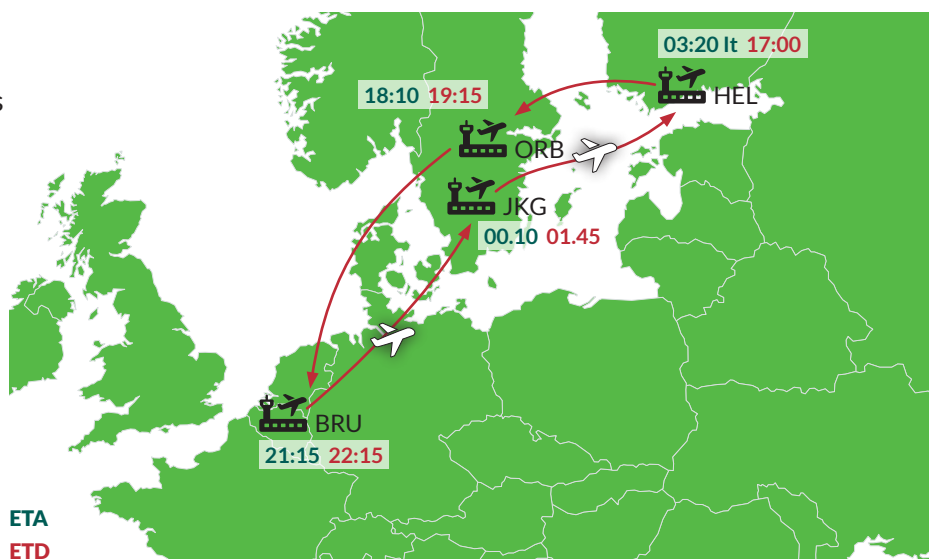 s
03:20 lt 17:00
HEL
18:10 19:15
ORB
JKG
00.10 01.45
BRU
21:15 22:15
ETA
ETD